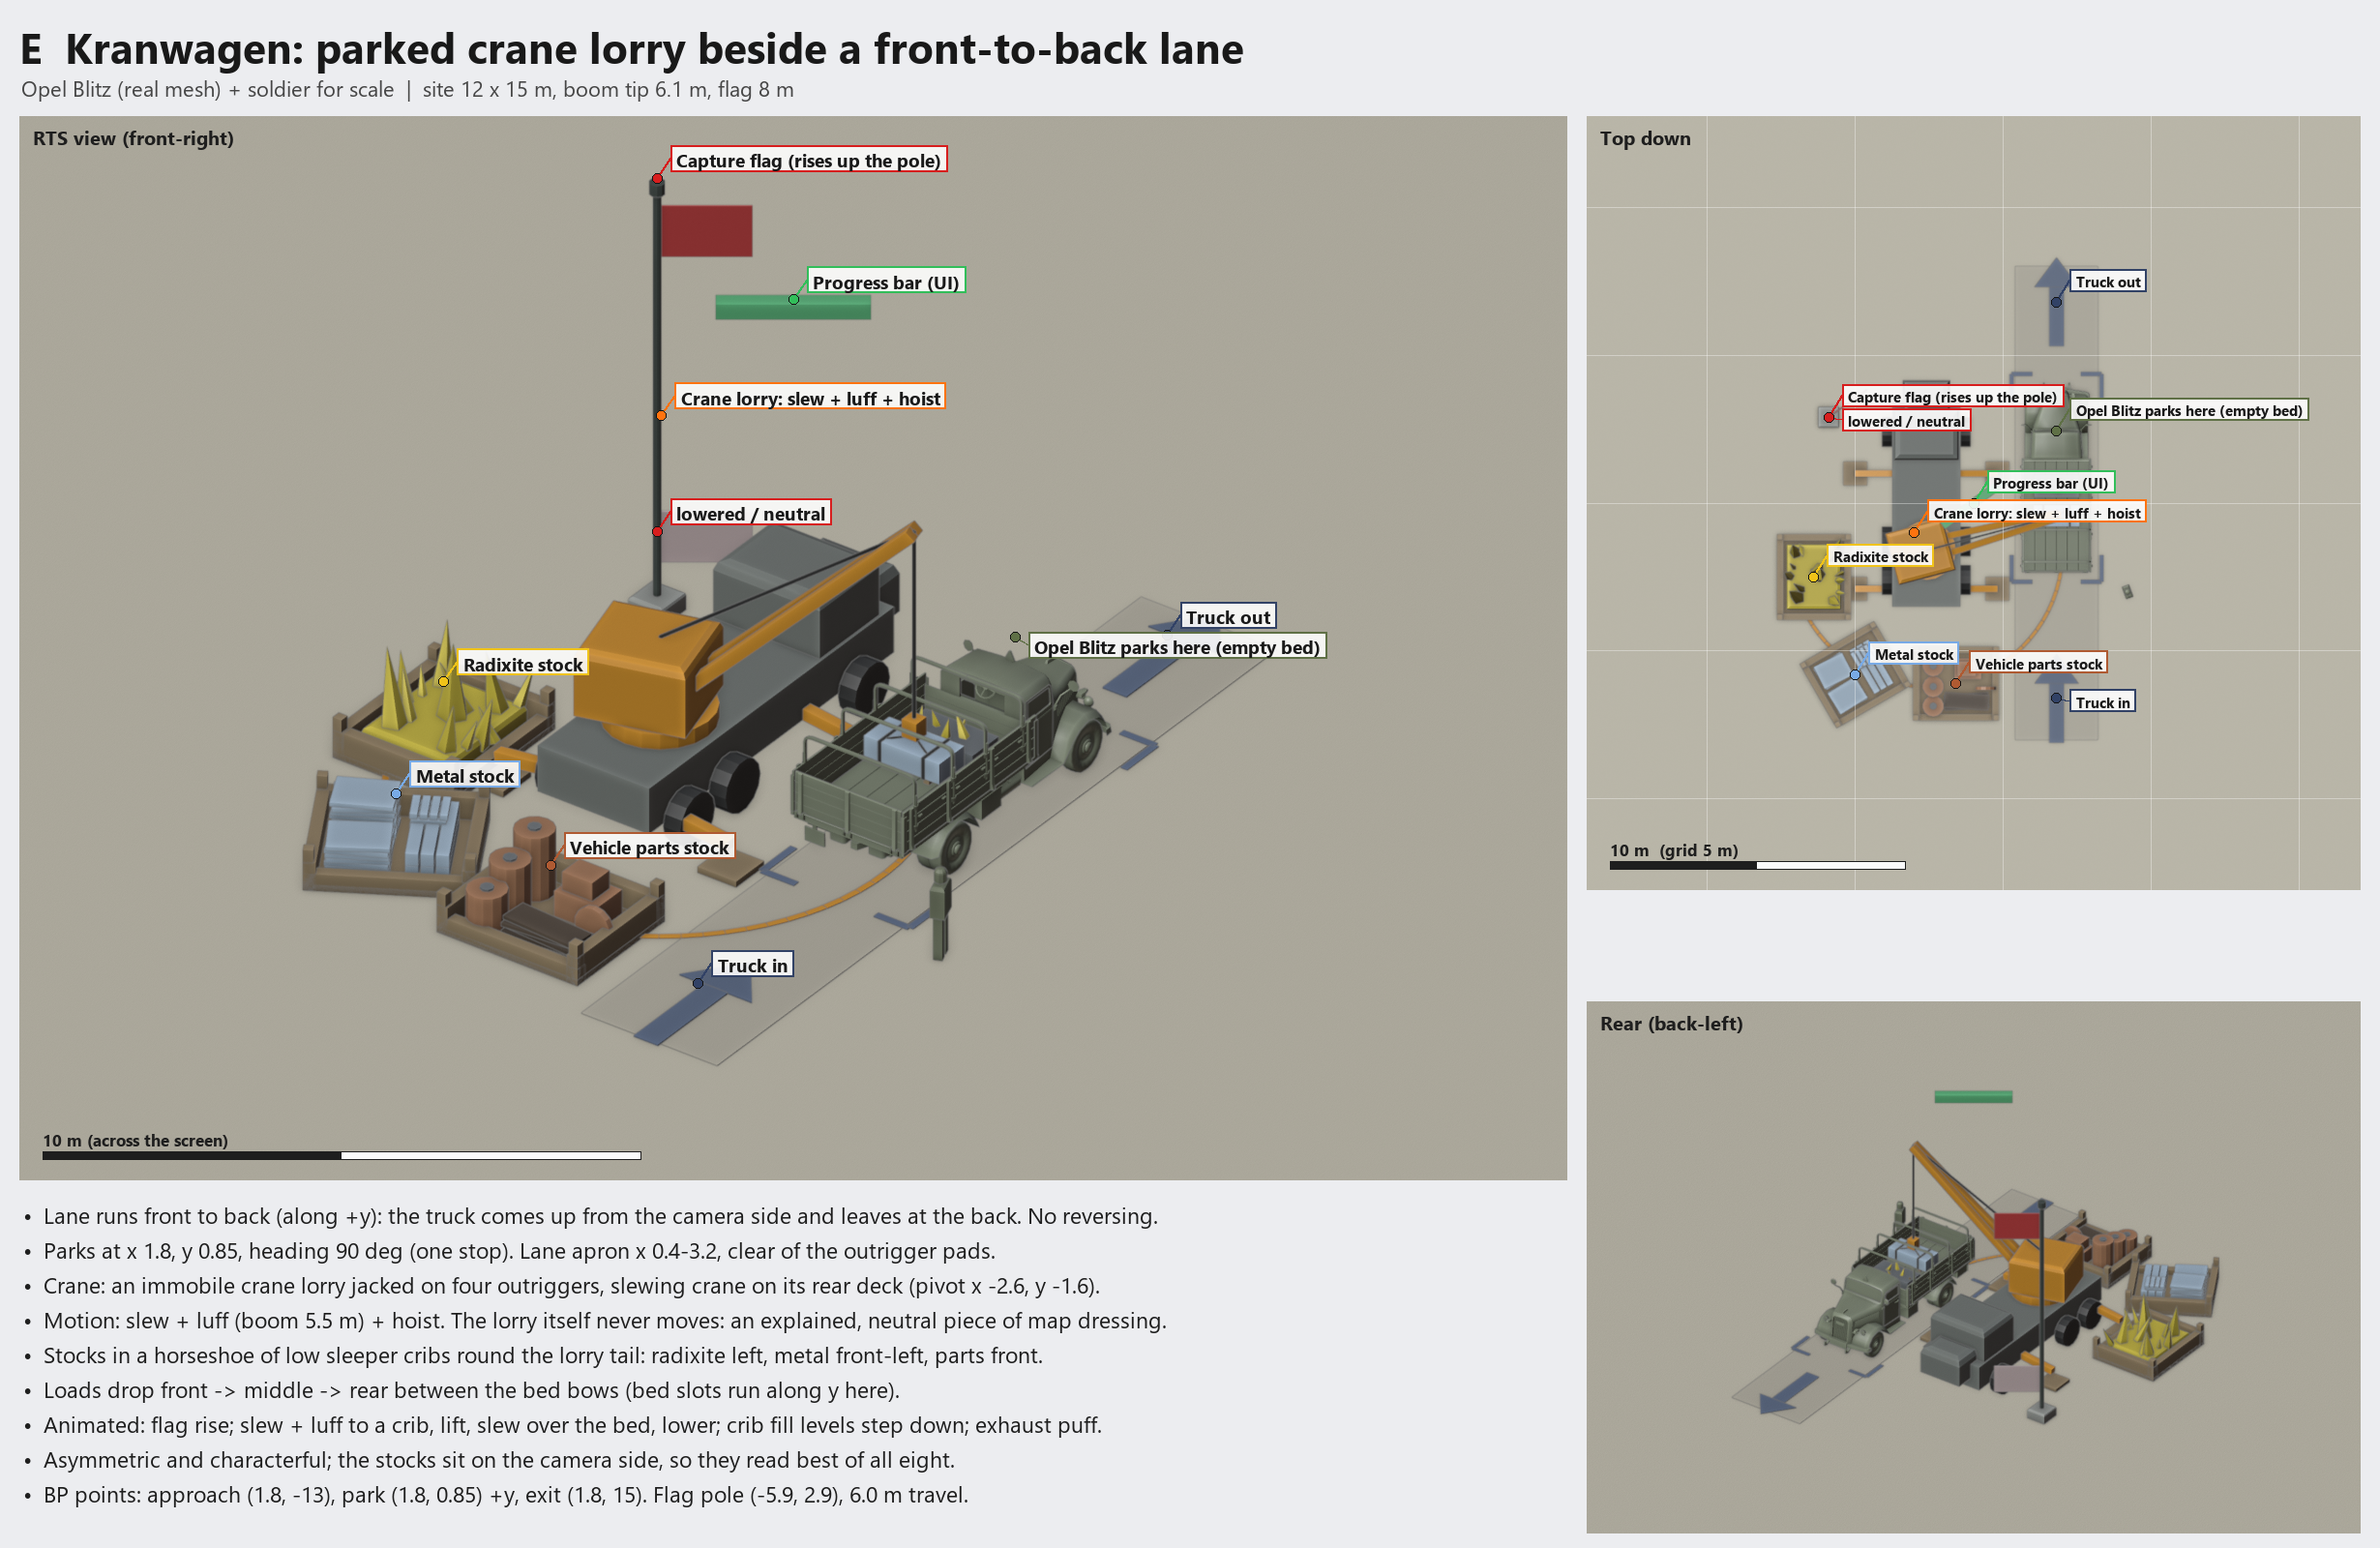 E Kranwagen: parked crane lorry beside a front-to-back lane
Opel Blitz (real mesh) + soldier for scale | site 12 x 15 m, boom tip 6.1 m, flag 8 m
RTS view (front-right)
Capture flag (rises up the pole)
Progress bar (UI)
Crane lorry: slew + luff + hoist
lowered / neutral
Truck out
Opel Blitz parks here (empty bed)
Radixite stock
Metal stock
Vehicle parts stock
Truck in
10 m (across the screen)
Top down
Truck out
Capture flag (rises up the pole)
Opel Blitz parks here (empty bed)
lowered / neutral
Progress bar (UI)
Crane lorry: slew + luff + hoist
Radixite stock
Metal stock
Vehicle parts stock
Truck in
10 m (grid 5 m)
Rear (back-left)
• Lane runs front to back (along +y): the truck comes up from the camera side and leaves at the back. No reversing.
• Parks at x 1.8, y 0.85, heading 90 deg (one stop). Lane apron x 0.4-3.2, clear of the outrigger pads.
• Crane: an immobile crane lorry jacked on four outriggers, slewing crane on its rear deck (pivot x -2.6, y -1.6).
• Motion: slew + luff (boom 5.5 m) + hoist. The lorry itself never moves: an explained, neutral piece of map dressing.
• Stocks in a horseshoe of low sleeper cribs round the lorry tail: radixite left, metal front-left, parts front.
• Loads drop front -> middle -> rear between the bed bows (bed slots run along y here).
• Animated: flag rise; slew + luff to a crib, lift, slew over the bed, lower; crib fill levels step down; exhaust puff.
• Asymmetric and characterful; the stocks sit on the camera side, so they read best of all eight.
• BP points: approach (1.8, -13), park (1.8, 0.85) +y, exit (1.8, 15). Flag pole (-5.9, 2.9), 6.0 m travel.